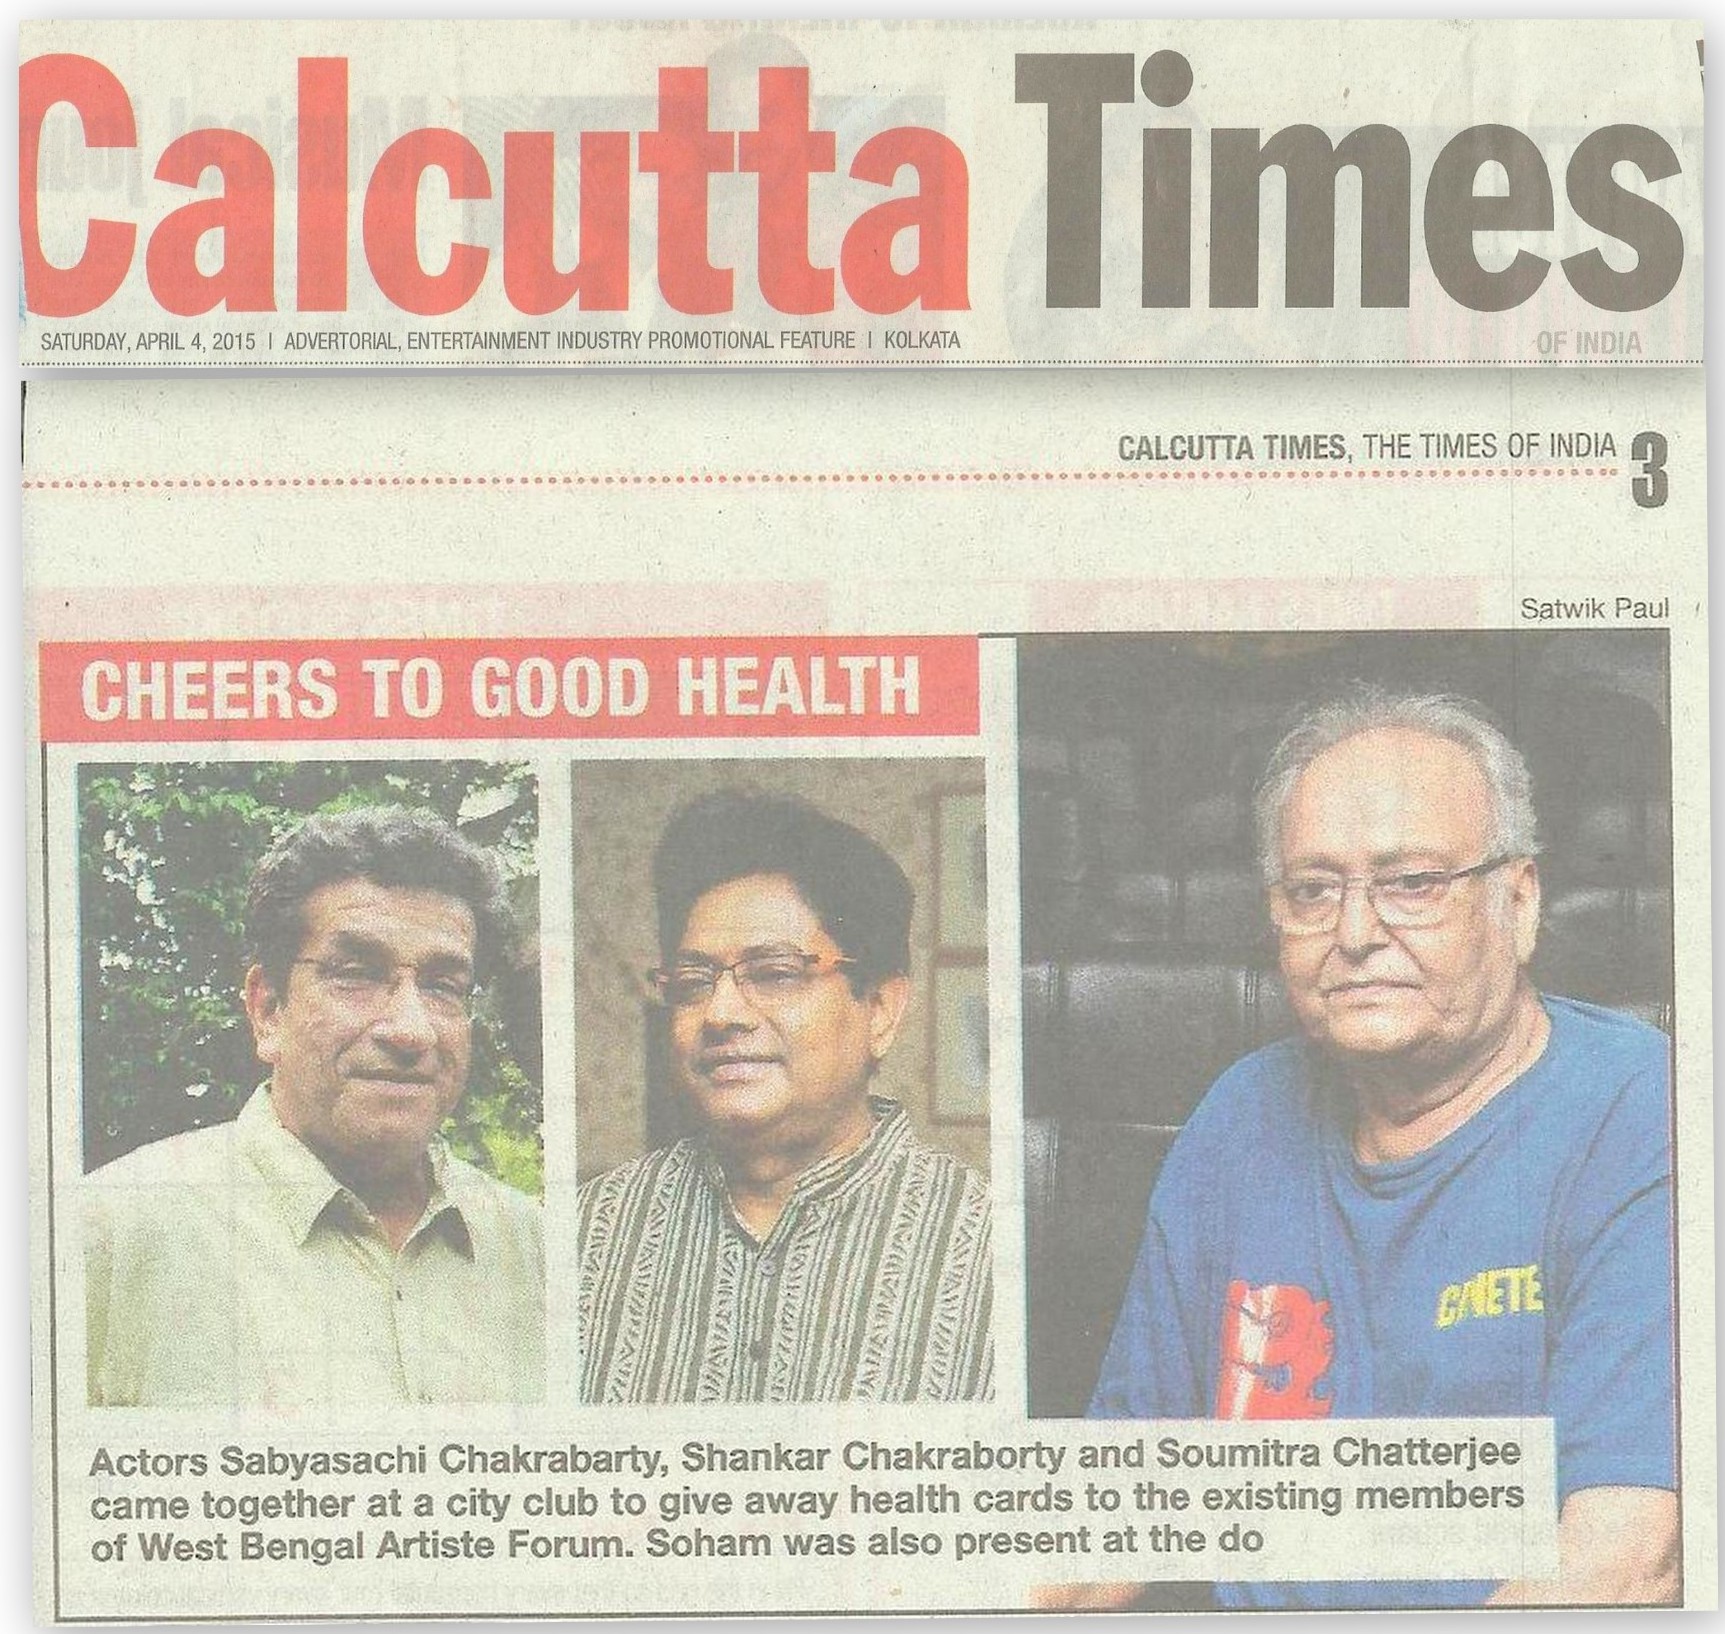 Calcutta Times
SATURDAY, APRIL 4, 2015 | ADVERTORIAL, ENTERTAINMENT INDUSTRY PROMOTIONAL FEATURE | KOLKATA
OF INDIA
CALCUTTA TIMES, THE TIMES OF INDIA 3
Satwik Paul
CHEERS TO GOOD HEALTH
Actors Sabyasachi Chakrabarty, Shankar Chakraborty and Soumitra Chatterjee
came together at a city club to give away health cards to the existing members
of West Bengal Artiste Forum. Soham was also present at the do